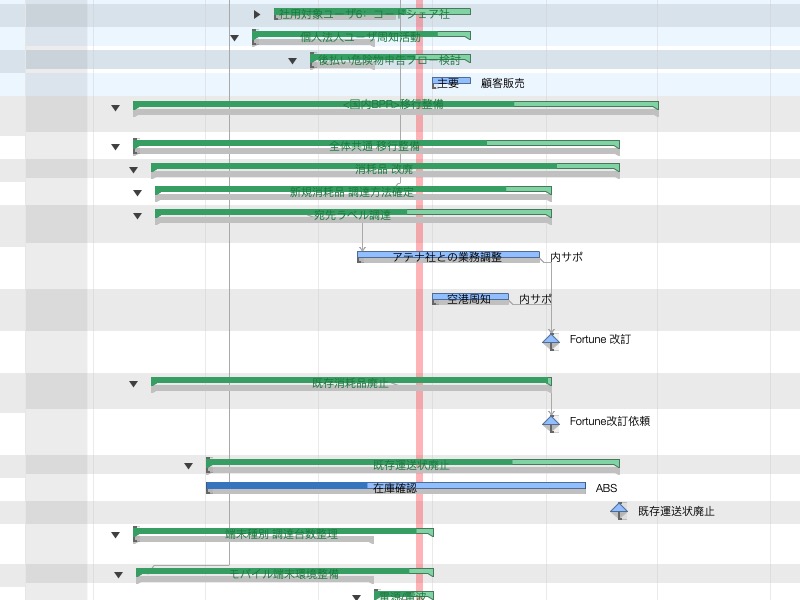 社用対象ユーザ6: コードシェア社
個人法人ユーザ周知活動
後払い危険物申告フロー検討
主要 顧客販売
<国内BPR>移行整備
全体共通 移行整備
消耗品 改廃
新規消耗品 調達方法確定
宛先ラベル調達
アテナ社との業務調整 内サポ
空港周知 内サポ
Fortune 改訂
既存消耗品廃止
Fortune改訂依頼
既存運送状廃止
在庫確認 ABS
既存運送状廃止
端末種別 調達台数整理
モバイル端末環境整備